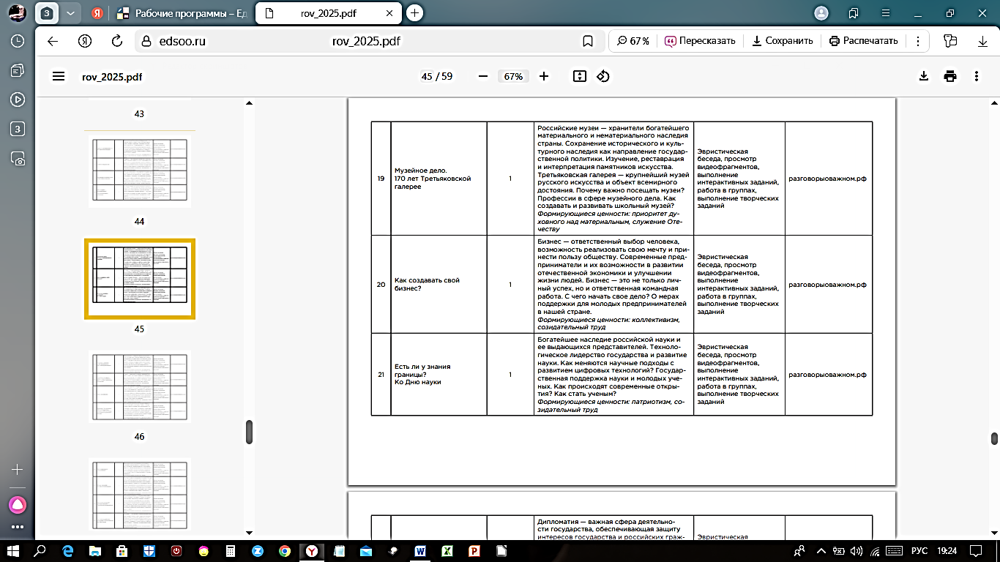 3
Рабочие программы – Ед
rov_2025.pdf
edsoo.ru
rov_2025.pdf
67%
Пересказать
Сохранить
Распечатать
rov_2025.pdf
45 / 59
67%
3
43
44
45
46
19
Музейное дело.
170 лет Третьяковской
галерее
1
Российские музеи — хранители богатейшего
материального и нематериального наследия
страны. Сохранение исторического и куль-
турного наследия как направление государ-
ственной политики. Изучение, реставрация
и интерпретация памятников искусства.
Третьяковская галерея — крупнейший музей
русского искусства и объект всемирного
достояния. Почему важно посещать музеи?
Профессии в сфере музейного дела. Как
создавать и развивать школьный музей?
Формирующиеся ценности: приоритет ду-
ховного над материальным, служение Оте-
честву
Эвристическая
беседа, просмотр
видеофрагментов,
выполнение
интерактивных заданий,
работа в группах,
выполнение творческих
заданий
разговорыоважном.рф
20
Как создавать свой
бизнес?
1
Бизнес — ответственный выбор человека,
возможность реализовать свою мечту и при-
нести пользу обществу. Современные пред-
приниматели и их возможности в развитии
отечественной экономики и улучшении
жизни людей. Бизнес — это не только лич-
ный успех, но и ответственная командная
работа. С чего начать свое дело? О мерах
поддержки для молодых предпринимателей
в нашей стране.
Формирующиеся ценности: коллективизм,
созидательный труд
Эвристическая
беседа, просмотр
видеофрагментов,
выполнение
интерактивных заданий,
работа в группах,
выполнение творческих
заданий
разговорыоважном.рф
21
Есть ли у знания
границы?
Ко Дню науки
1
Богатейшее наследие российской науки и
ее выдающихся представителей. Техноло-
гическое лидерство государства и развитие
науки. Как меняются научные подходы с
развитием цифровых технологий? Государ-
ственная поддержка науки и молодых уче-
ных. Как происходят современные откры-
тия? Как стать ученым?
Формирующиеся ценности: патриотизм, со-
зидательный труд
Эвристическая
беседа, просмотр
видеофрагментов,
выполнение
интерактивных заданий,
работа в группах,
выполнение творческих
заданий
разговорыоважном.рф
Дипломатия — важная сфера деятельно-
сти государства, обеспечивающая защиту
интересов государства и российских граж-
Эвристическая
РУС
19:24